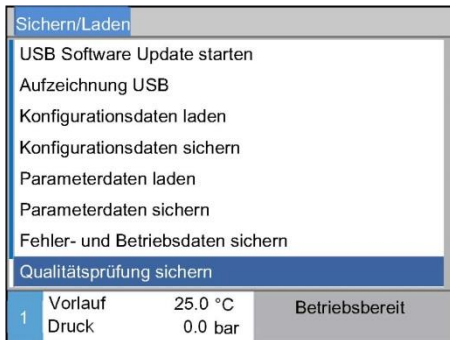 Sichern/Laden
USB Software Update starten
Aufzeichnung USB
Konfigurationsdaten laden
Konfigurationsdaten sichern
Parameterdaten laden
Parameterdaten sichern
Fehler- und Betriebsdaten sichern
Qualitätsprüfung sichern
1 Vorlauf 25.0 °C Betriebsbereit
Druck 0.0 bar